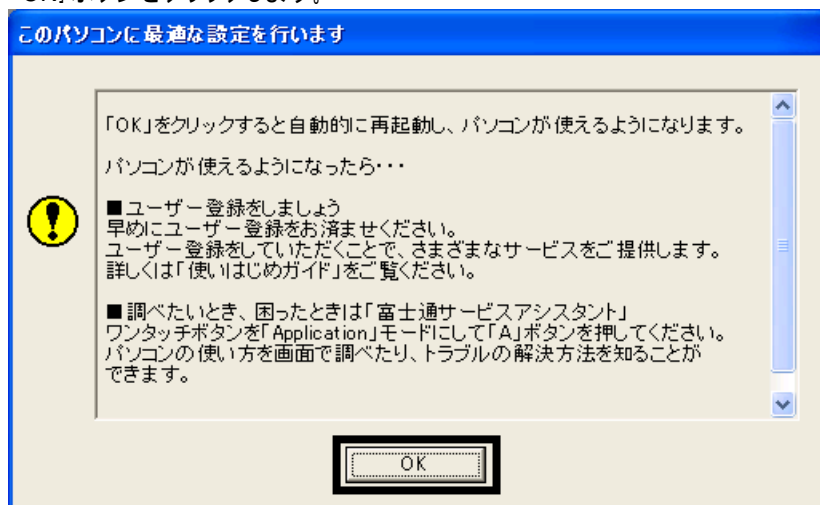 OK」ボタンをクリックします。
このパソコンに最適な設定を行います
「OK」をクリックすると自動的に再起動し、パソコンが使えるようになります。
パソコンが使えるようになったら・・・
■ユーザー登録をしましょう
早めにユーザー登録をお済ませください。
ユーザー登録をしていただくことで、さまざまなサービスをご提供します。
詳しくは「使いはじめガイド」をご覧ください。
■調べたいとき、困ったときは「富士通サービスアシスタント」
ワンタッチボタンを「Application」モードにして「A」ボタンを押してください。
パソコンの使い方を画面で調べたり、トラブルの解決方法を知ることが
できます。
OK